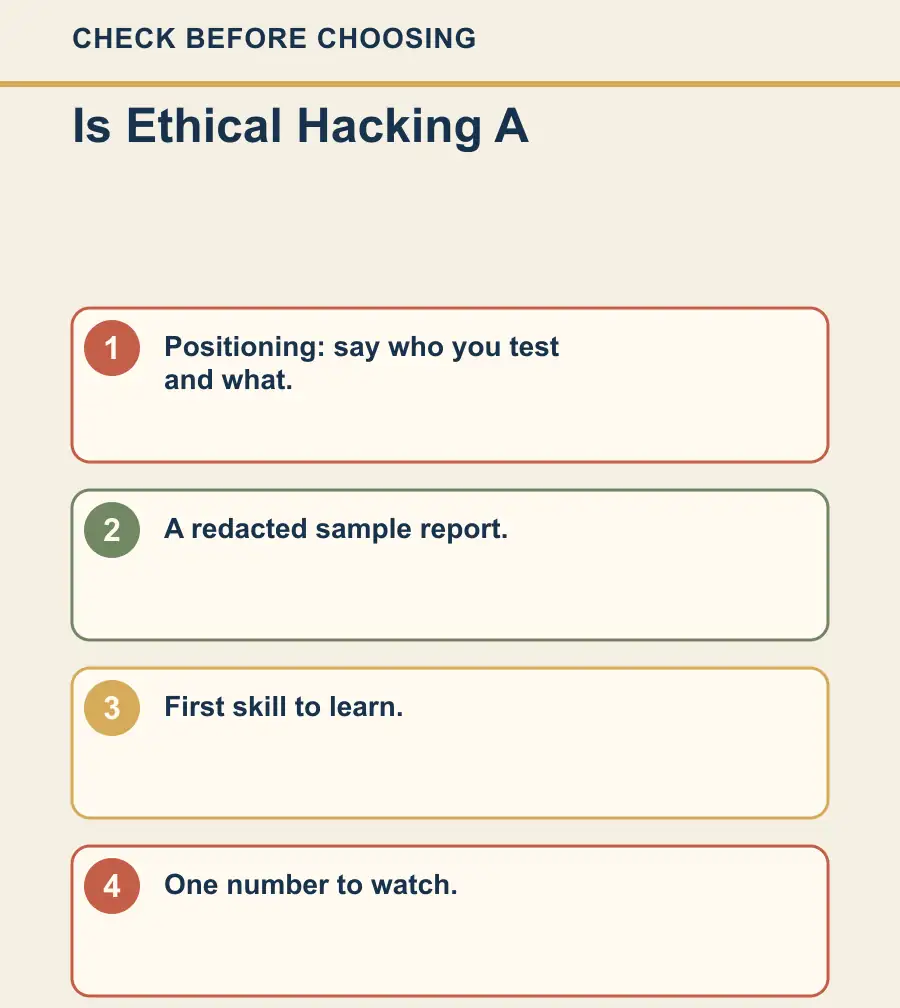 CHECK BEFORE CHOOSING
Is Ethical Hacking A
1
Positioning: say who you test
and what.
2
A redacted sample report.
3
First skill to learn.
4
One number to watch.